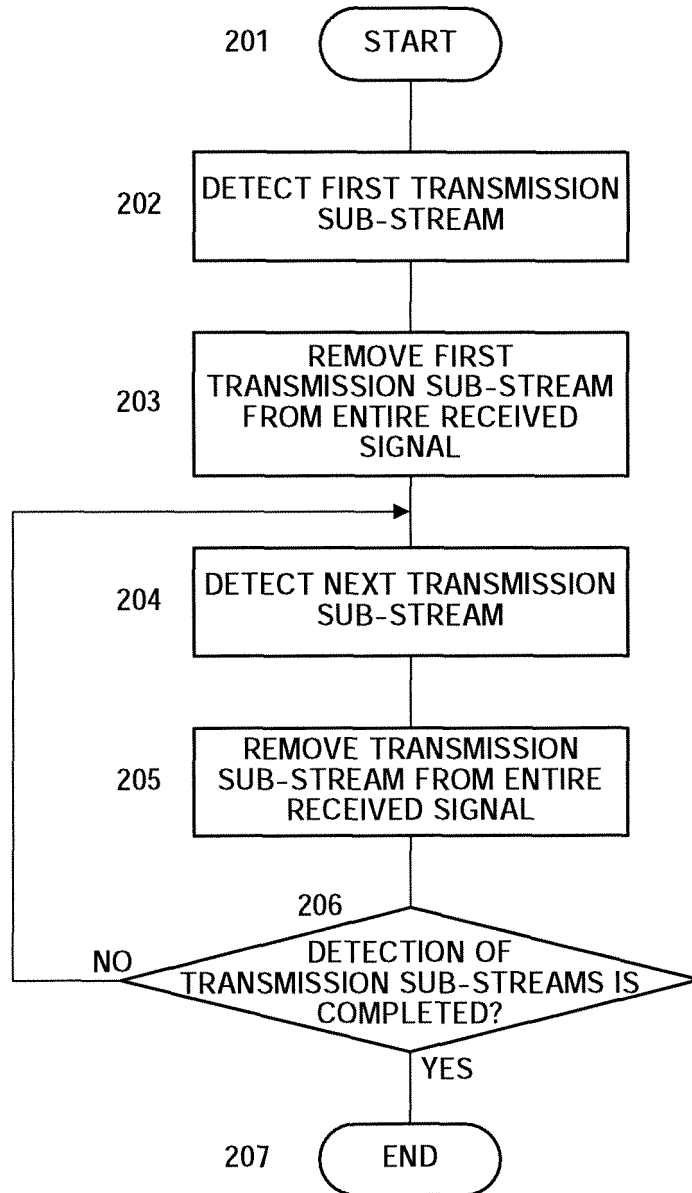 201
START
202
DETECT FIRST TRANSMISSION
SUB-STREAM
203
REMOVE FIRST
TRANSMISSION SUB-STREAM
FROM ENTIRE RECEIVED
SIGNAL
204
DETECT NEXT TRANSMISSION
SUB-STREAM
205
REMOVE TRANSMISSION
SUB-STREAM FROM ENTIRE
RECEIVED SIGNAL
206
NO
DETECTION OF
TRANSMISSION SUB-STREAMS IS
COMPLETED?
YES
207
END